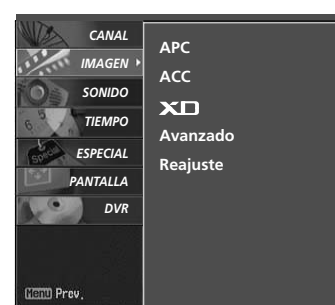 CANAL
IMAGEN
SONIDO
TIEMPO
ESPECIAL
PANTALLA
DVR
Menu Prev.
APC
ACC
XD
Avanzado
Reajuste